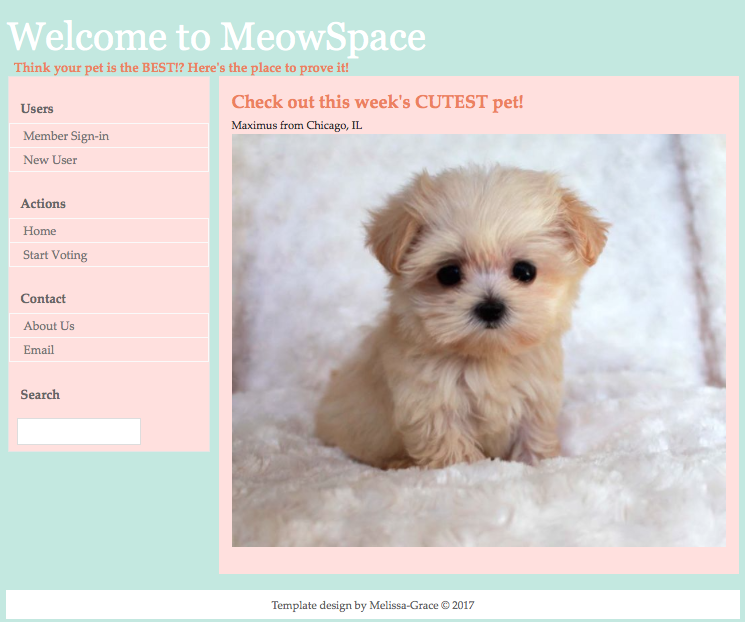 Welcome to MeowSpace
Think your pet is the BEST!? Here's the place to prove it!
Users
Member Sign-in
New User
Actions
Home
Start Voting
Contact
About Us
Email
Search
Check out this week's CUTEST pet!
Maximus from Chicago, IL
Template design by Melissa-Grace © 2017